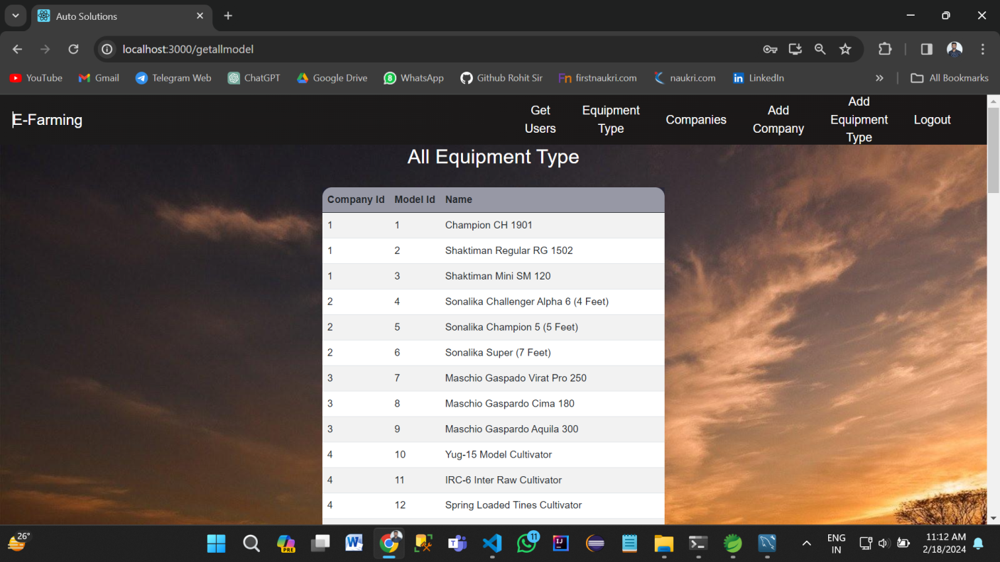 Auto Solutions
localhost:3000/getallmodel
YouTube Gmail Telegram Web ChatGPT Google Drive WhatsApp Github Rohit Sir Fn firstnaukri.com naukri.com in LinkedIn » All Bookmarks
E-Farming
Get Users
Equipment Type
Companies
Add Company
Add Equipment Type
Logout
All Equipment Type
Company Id Model Id Name
1 1 Champion CH 1901
1 2 Shaktiman Regular RG 1502
1 3 Shaktiman Mini SM 120
2 4 Sonalika Challenger Alpha 6 (4 Feet)
2 5 Sonalika Champion 5 (5 Feet)
2 6 Sonalika Super (7 Feet)
3 7 Maschio Gaspado Virat Pro 250
3 8 Maschio Gaspardo Cima 180
3 9 Maschio Gaspardo Aquila 300
4 10 Yug-15 Model Cultivator
4 11 IRC-6 Inter Raw Cultivator
4 12 Spring Loaded Tines Cultivator
26°
PRE
W
T
11
IJ
ENG
IN
11:12 AM
2/18/2024